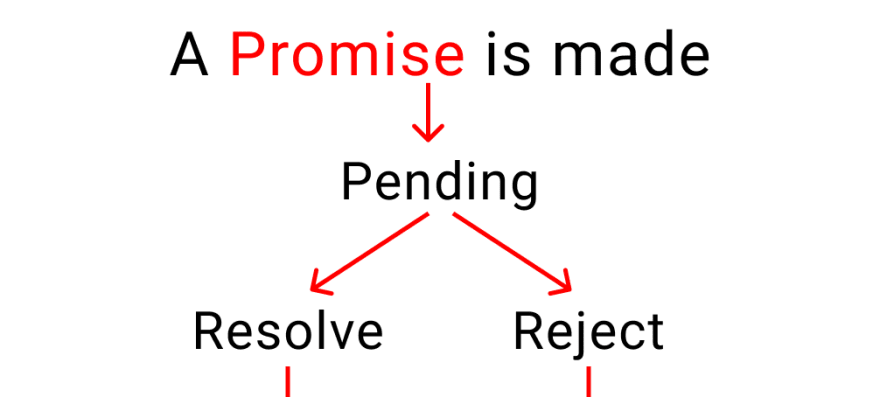 A Promise is made
Pending
Resolve Reject